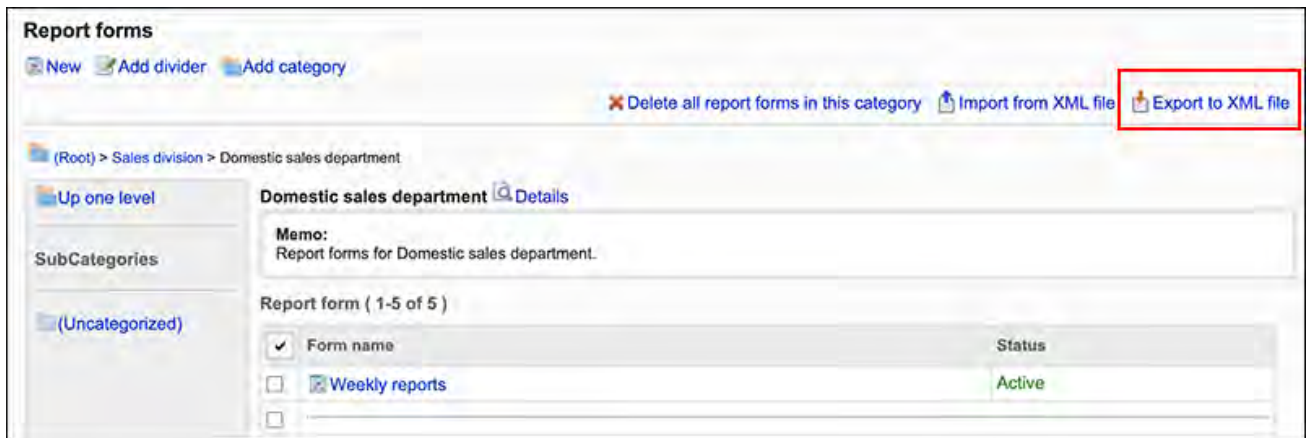 Report forms
New Add divider Add category
Delete all report forms in this category Import from XML file Export to XML file
(Root) > Sales division > Domestic sales department
Up one level
SubCategories
(Uncategorized)
Domestic sales department Details
Memo:
Report forms for Domestic sales department.
Report form ( 1-5 of 5 )
Form name Status
Weekly reports Active